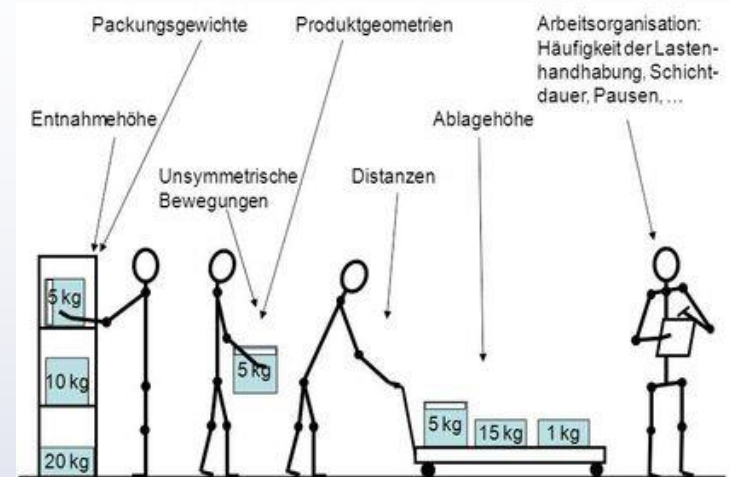 Packungsgewichte
Produktgeometrien
Arbeitsorganisation:
Häufigkeit der Lasten-
handhabung, Schicht-
dauer, Pausen, ...
Entnahmehöhe
Ablagehöhe
Unsymmetrische
Bewegungen
Distanzen
5 kg
10 kg
20 kg
5 kg
5 kg
15 kg
1 kg